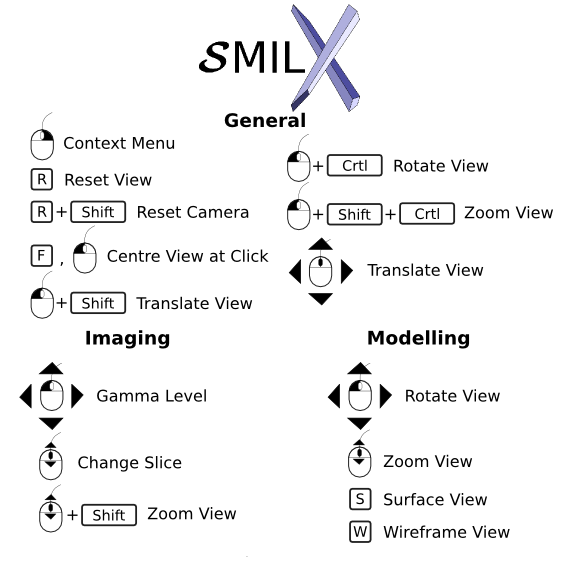 SMILX
General
Context Menu
R Reset View
R + Shift Reset Camera
F , Centre View at Click
+ Shift Translate View
+ Crtl Rotate View
+ Shift + Crtl Zoom View
Translate View
Imaging
Gamma Level
Change Slice
+ Shift Zoom View
Modelling
Rotate View
Zoom View
S Surface View
W Wireframe View